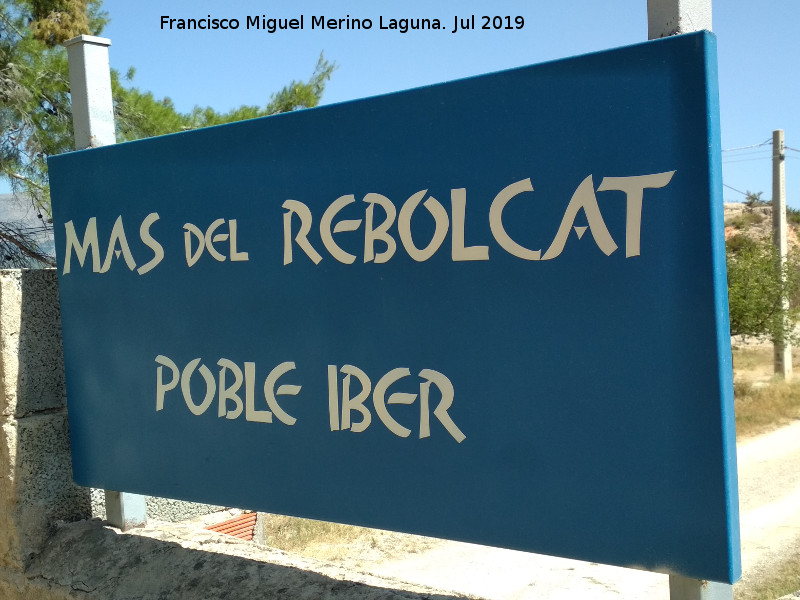 Francisco Miguel Merino Laguna. Jul 2019
MAS DEL REBOLCAT
POBLE IBER